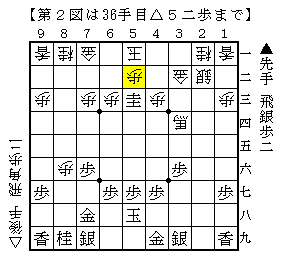 【第２図は36手目△５二歩まで】
9 8 7 6 5 4 3 2 1
香 桂 金 王 桂 香 一
歩 金 銀 二
歩 歩 歩 圭 歩 歩 三
馬 四
五
歩 歩 歩 六
歩 歩 歩 歩 歩 七
金 玉 八
香 桂 銀 金 銀 香 九
▲先手 飛銀歩二
△後手 飛角歩二